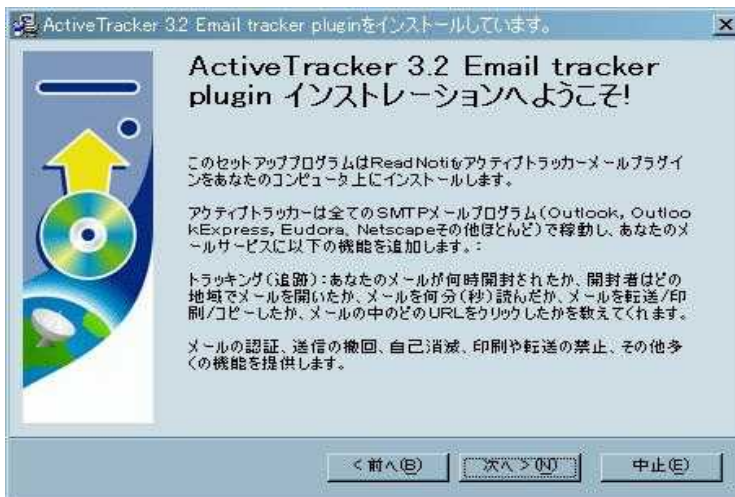 ActiveTracker 3.2 Email tracker pluginをインストールしています。
ActiveTracker 3.2 Email tracker
plugin インストレーションへようこそ!
このセットアッププログラムはReadNotifyアクティブトラッカーメールプラグイ
ンをあなたのコンピュータ上にインストールします。
アクティブトラッカーは全てのSMTPメールプログラム(Outlook, Outloo
kExpress, Eudora, Netscapeその他ほとんど)で稼動し、あなたのメ
ールサービスに以下の機能を追加します。:
トラッキング(追跡):あなたのメールが何時開封されたか、開封者はどの
地域でメールを開いたか、メールを何分(秒)読んだか、メールを転送/印
刷/コピーしたか、メールの中のどのURLをクリックしたかを教えてくれます。
メールの認証、送信の撤回、自己消滅、印刷や転送の禁止、その他多
くの機能を提供します。
<前へ(B)
次へ>(N)
中止(E)